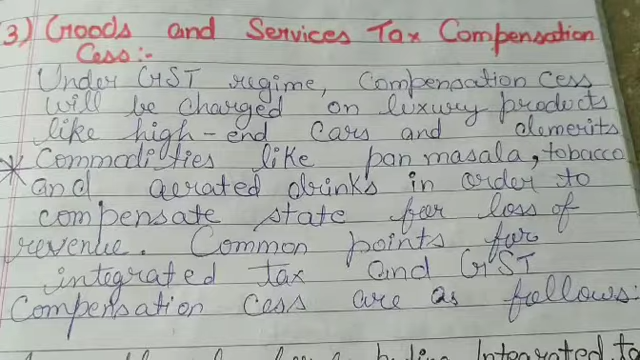 3) Goods and Services Tax Compensation
Cess:-
Under GST regime, Compensation Cess
will be charged on luxury products
like high-end Cars and demerits
* Commodities like pan masala, tobacco
and aerated drinks in order to
compensate state for loss of
revenue. Common points for
integrated tax and GST
Compensation cess are as follows:
Integrated to